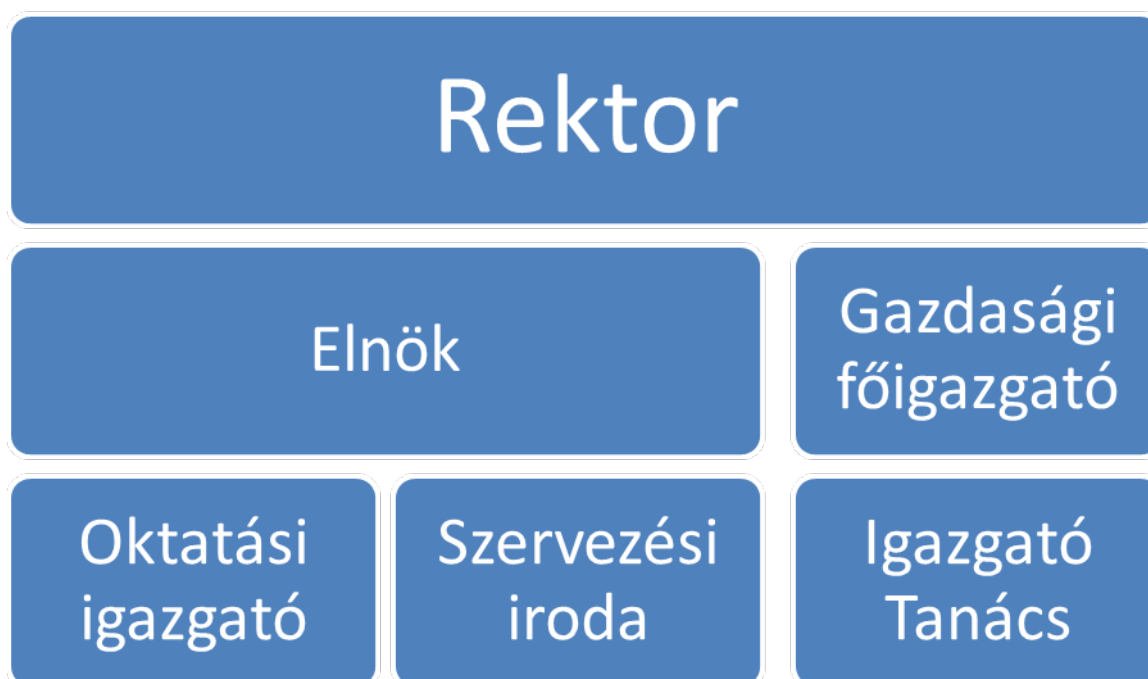 Rektor
Elnök
Gazdasági
főigazgató
Oktatási
igazgató
Szervezési
iroda
Igazgató
Tanács